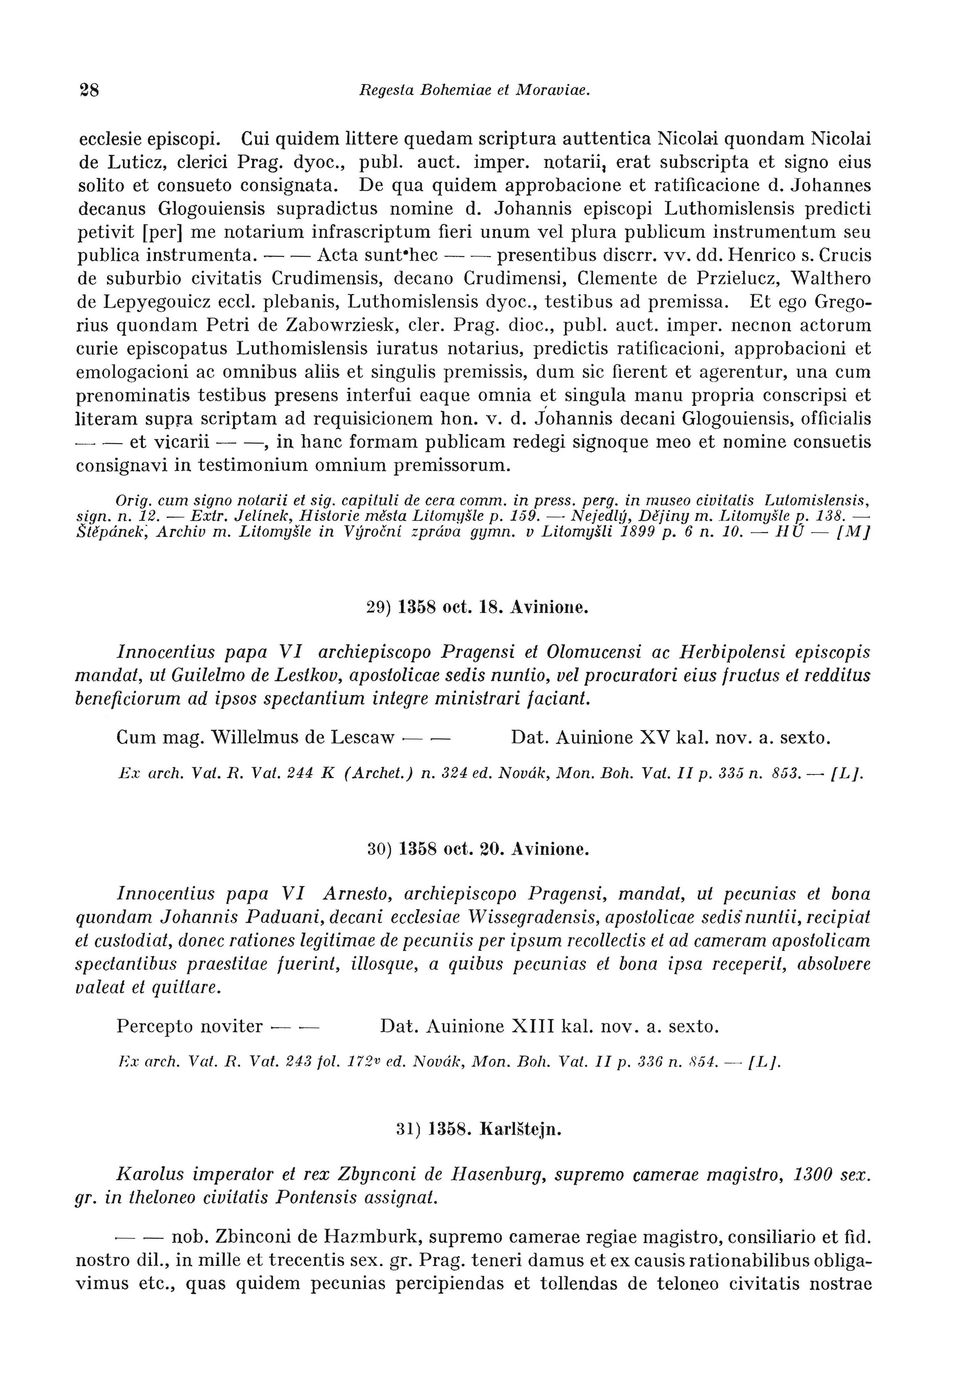 28 Regesta Bohemiae et Moraviae.
ecclesie episcopi. Cui quidem littere quedam scriptura auttentica Nicolai quondam Nicolai
de Luticz, clerici Prag. dyoc., publ. auct. imper. notarii, erat subscripta et signo eius
solito et consueto consignata. De qua quidem approbacione et ratificacione d. Johannes
decanus Glogouiensis supradictus nomine d. Johannis episcopi Luthomislensis predicti
petivit [per] me notarium infrascriptum fieri unum vel plura publicum instrumentum seu
publica instrumenta. — — Acta sunt hec — — presentibus discrr. vv. dd. Henrico s. Crucis
de suburbio civitatis Crudimensis, decano Crudimensi, Clemente de Przielucz, Walthero
de Lepyegouicz eccl. plebanis, Luthomislensis dyoc., testibus ad premissa. Et ego Grego-
rius quondam Petri de Zabowrziesk, cler. Prag. dioc., publ. auct. imper. necnon actorum
curie episcopatus Luthomislensis iuratus notarius, predictis ratificacioni, approbacioni et
emologacioni ac omnibus aliis et singulis premissis, dum sic fierent et agerentur, una cum
prenominatis testibus presens interfui eaque omnia et singula manu propria conscripsi et
literam supra scriptam ad requisicionem hon. v. d. Johannis decani Glogouiensis, officialis
— — et vicarii — —, in hanc formam publicam redegi signoque meo et nomine consuetis
consignavi in testimonium omnium premissorum.
Orig. cum signo notarii et sig. capituli de cera comm. in press. perg. in museo civitatis Lutomislensis,
sign. n. 12. — Extr. Jelínek, Historie města Litomyšle p. 159. — Nejedlý, Dějiny m. Litomyšle p. 138. —
Štěpánek, Archiv m. Litomyšle in Výroční zpráva gymn. v Litomyšli 1899 p. 6 n. 10. — HÚ — [M]
29) 1358 oct. 18. Avinione.
Innocentius papa VI archiepiscopo Pragensi et Olomucensi ac Herbipolensi episcopis
mandat, ut Guilelmo de Lestkov, apostolicae sedis nuntio, vel procuratori eius fructus et redditus
beneficiorum ad ipsos spectantium integre ministrari faciant.
Cum mag. Willelmus de Lescaw — — Dat. Auinione XV kal. nov. a. sexto.
Ex arch. Vat. R. Vat. 244 K (Archet.) n. 324 ed. Novák, Mon. Boh. Vat. II p. 335 n. 853. — [L].
30) 1358 oct. 20. Avinione.
Innocentius papa VI Arnesto, archiepiscopo Pragensi, mandat, ut pecunias et bona
quondam Johannis Paduani, decani ecclesiae Wissegradensis, apostolicae sedis nuntii, recipiat
et custodiat, donec rationes legitimae de pecuniis per ipsum recollectis et ad cameram apostolicam
spectantibus praestitae fuerint, illosque, a quibus pecunias et bona ipsa receperit, absolvere
valeat et quittare.
Percepto noviter — — Dat. Auinione XIII kal. nov. a. sexto.
Ex arch. Vat. R. Vat. 243 fol. 172v ed. Novák, Mon. Boh. Vat. II p. 336 n. 854. — [L].
31) 1358. Karlštejn.
Karolus imperator et rex Zbynconi de Hasenburg, supremo camerae magistro, 1300 sex.
gr. in theloneo civitatis Pontensis assignat.
— — nob. Zbinconi de Hazmburk, supremo camerae regiae magistro, consiliario et fid.
nostro dil., in mille et trecentis sex. gr. Prag. teneri damus et ex causis rationabilibus obliga-
vimus etc., quas quidem pecunias percipiendas et tollendas de teloneo civitatis nostrae